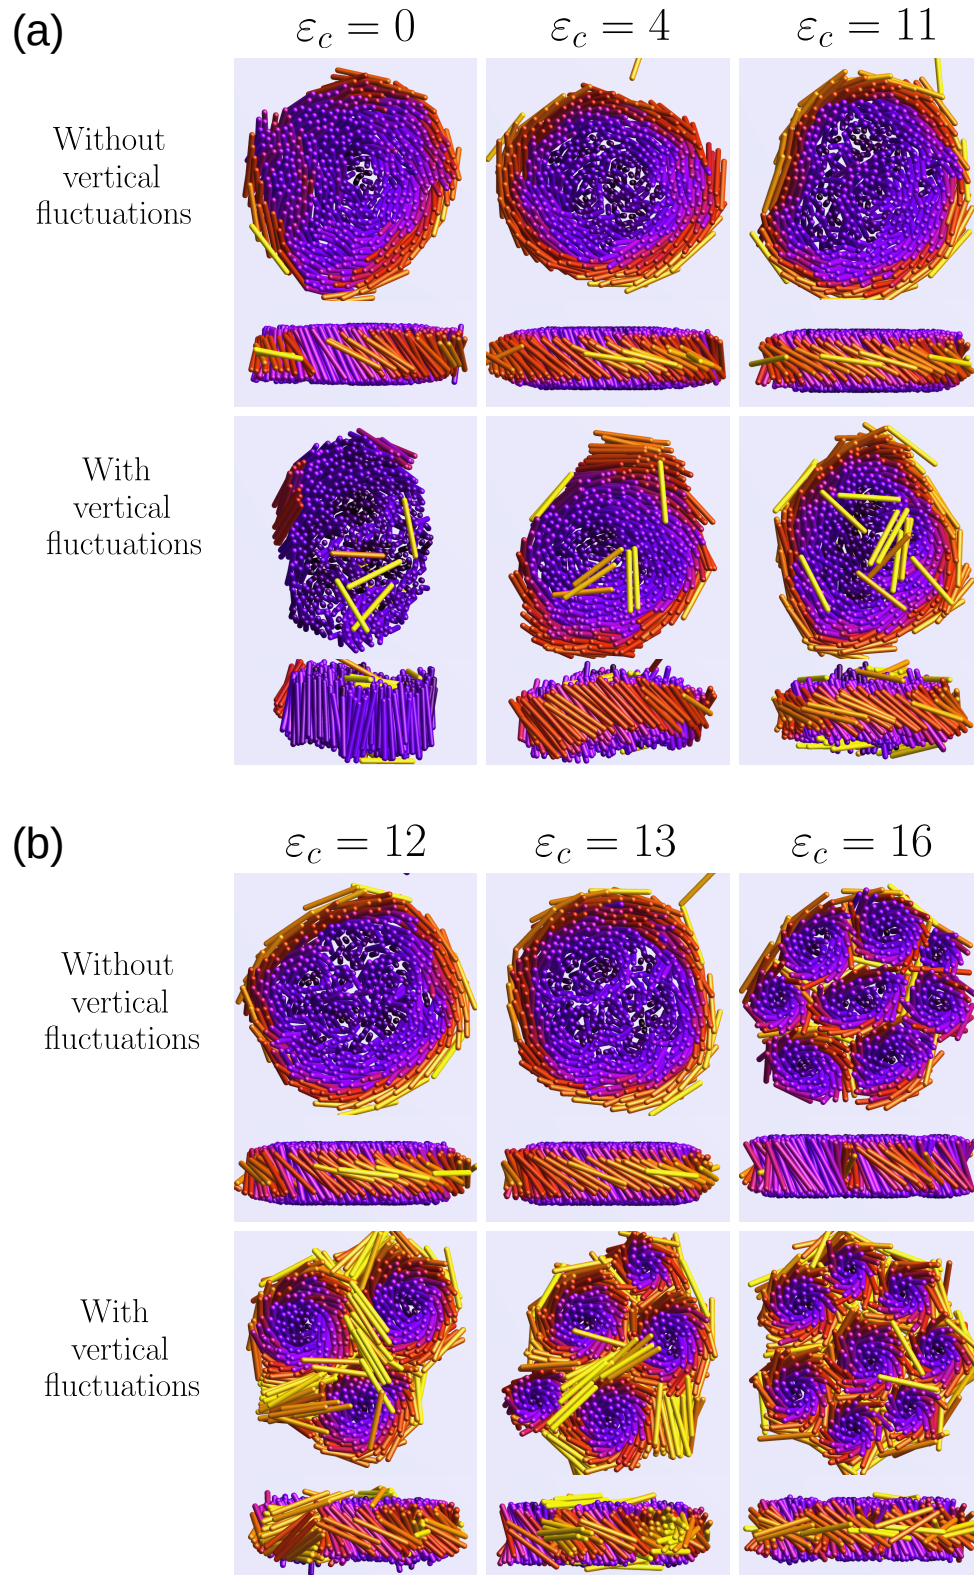 (a)
εc = 0
εc = 4
εc = 11
Without
vertical
fluctuations
With
vertical
fluctuations
(b)
εc = 12
εc = 13
εc = 16
Without
vertical
fluctuations
With
vertical
fluctuations